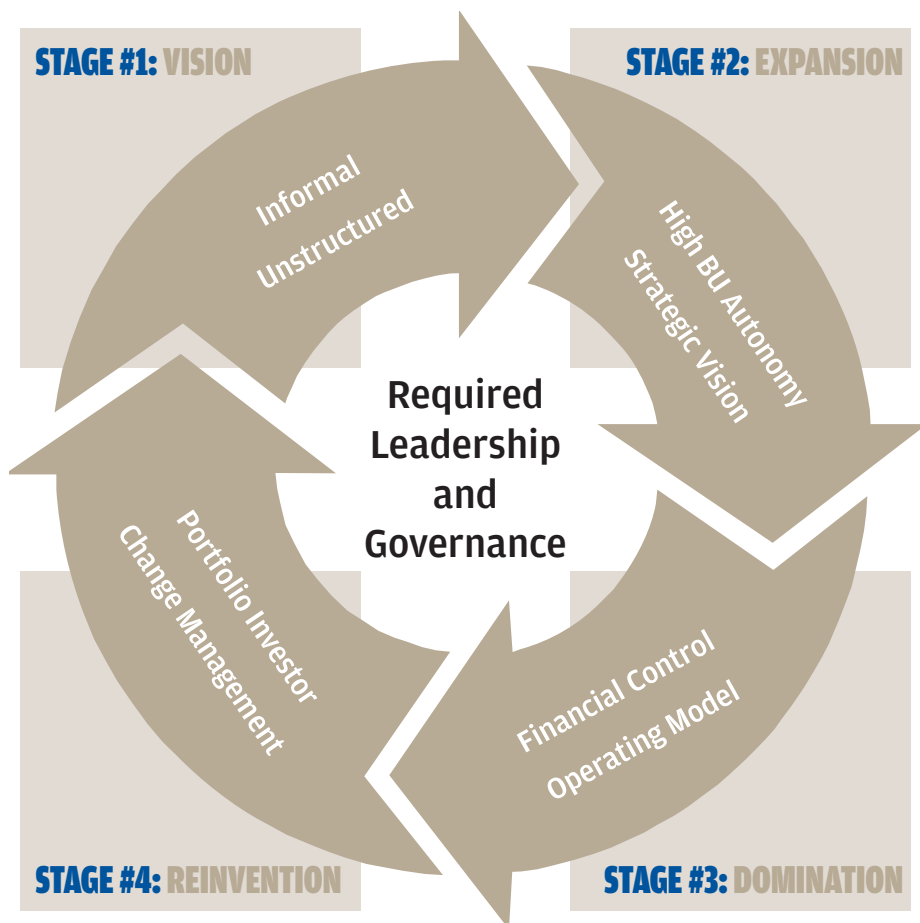 STAGE #1: VISION
STAGE #2: EXPANSION
Informal
Unstructured
High BU Autonomy
Strategic Vision
Required
Leadership
and
Governance
Portfolio Investor
Change Management
Financial Control
Operating Model
STAGE #4: REINVENTION
STAGE #3: DOMINATION